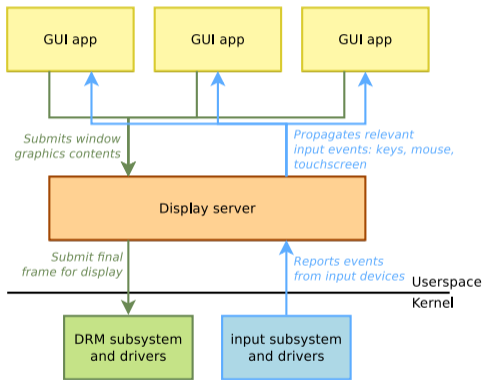 GUI app
GUI app
GUI app
Submits window
graphics contents
Propagates relevant
input events: keys, mouse,
touchscreen
Display server
Submit final
frame for display
Reports events
from input devices
Userspace
Kernel
DRM subsystem
and drivers
input subsystem
and drivers